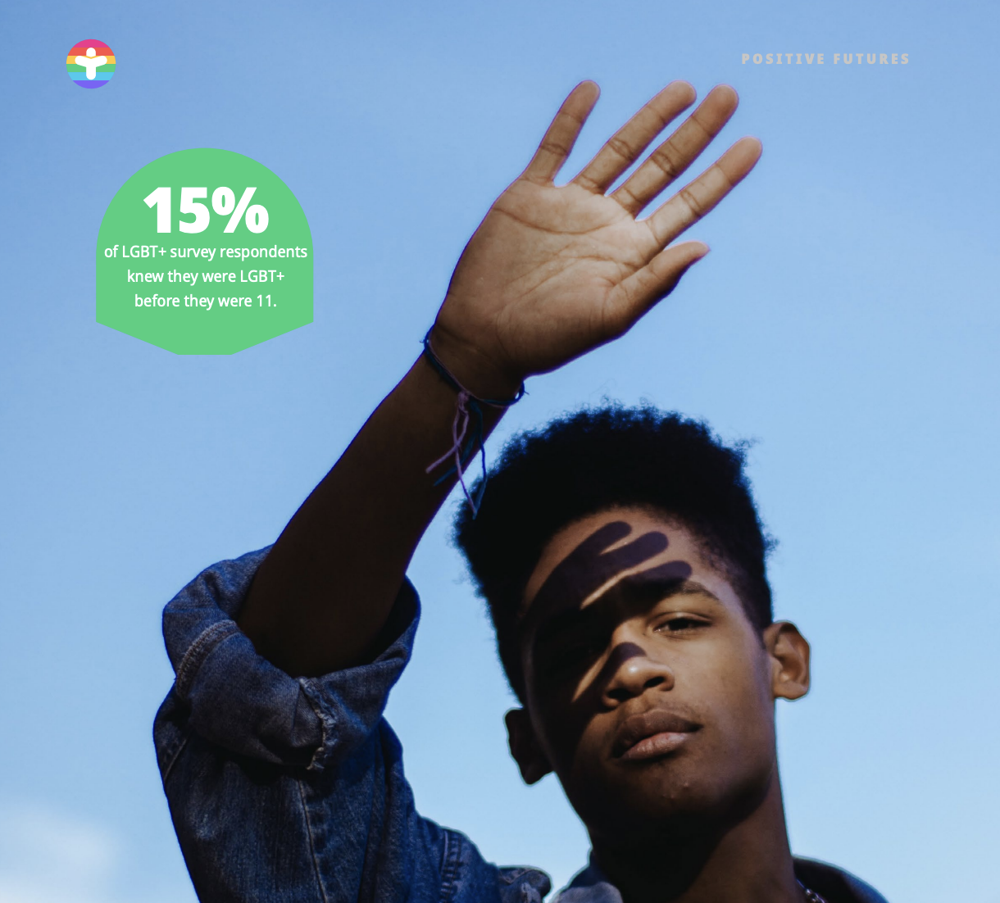 POSITIVE FUTURES
15%
of LGBT+ survey respondents
knew they were LGBT+
before they were 11.